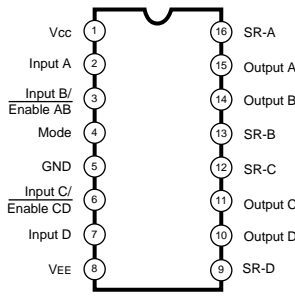 Vcc 1 16 SR-A
Input A 2 15 Output A
Input B/ 3 14 Output B
Enable AB
Mode 4 13 SR-B
GND 5 12 SR-C
Input C/ 6 11 Output C
Enable CD
Input D 7 10 Output D
VEE 8 9 SR-D